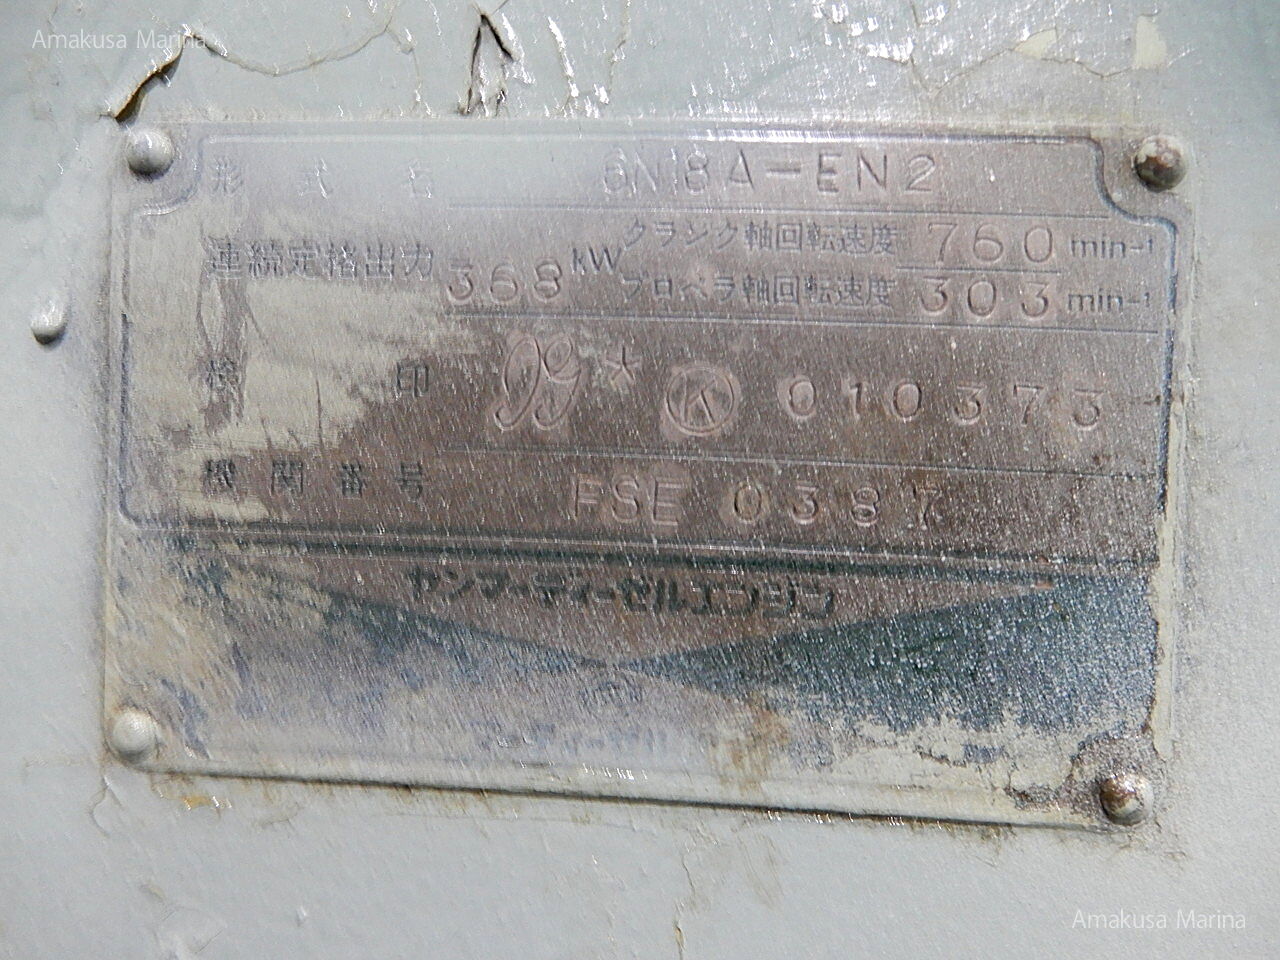 Amakusa Marina
形式名 6N18A-EN2
連続定格出力 368 kW クランク軸回転速度 760 min-1
プロペラ軸回転速度 303 min-1
検印 * K 010373
機関番号 FSE 0387
ヤンマーディーゼルエンジン
Amakusa Marina